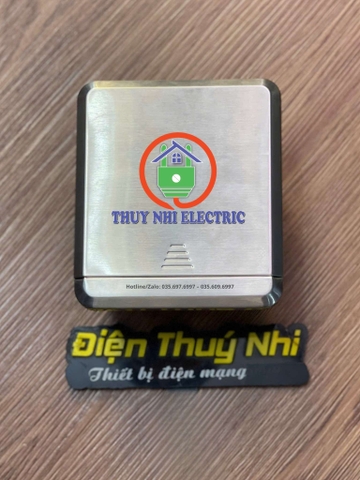 THUY NHI ELECTRIC
Hotline/Zalo: 035.697.6997 - 035.609.6997
Điện Thuý Nhi
Thiết bị điện mạng